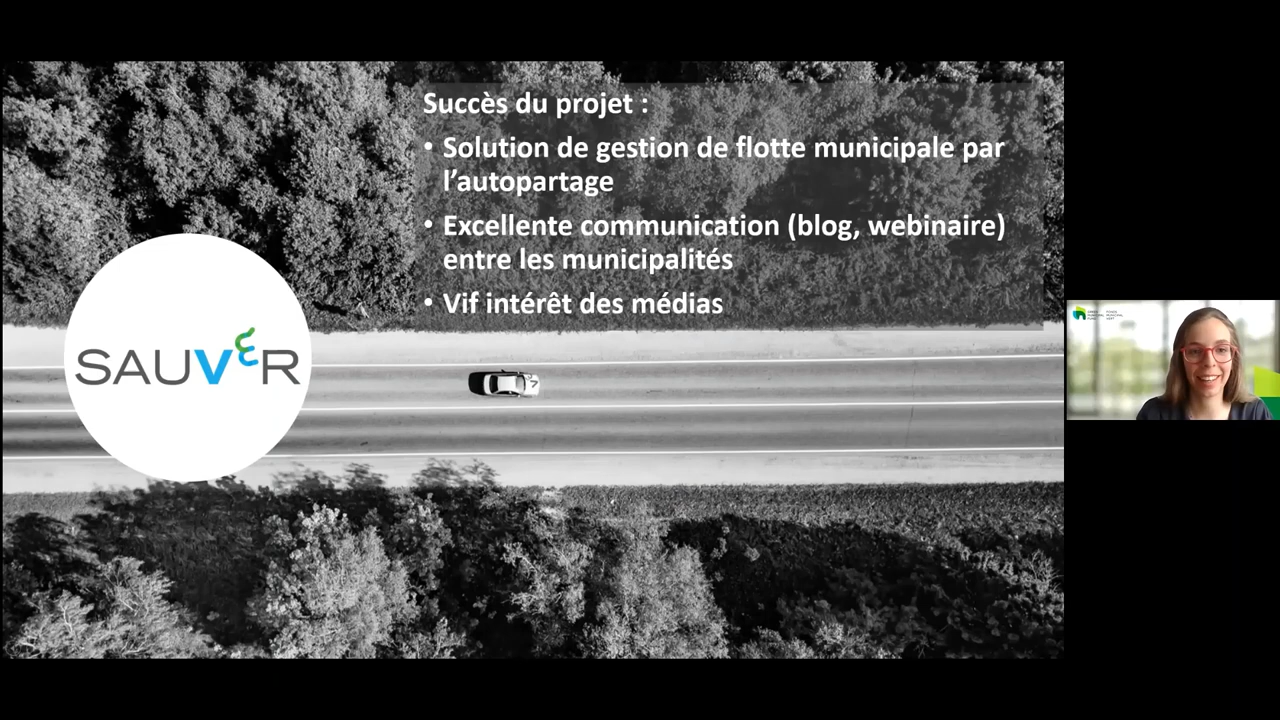 Succès du projet :
• Solution de gestion de flotte municipale par
l’autopartage
• Excellente communication (blog, webinaire)
entre les municipalités
• Vif intérêt des médias
SAUVƐR